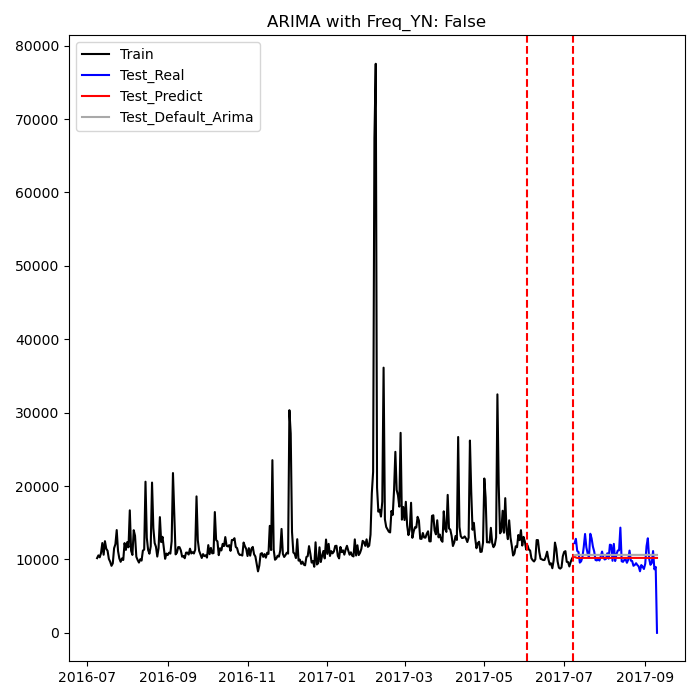 ARIMA with Freq_YN: False
Train
Test_Real
Test_Predict
Test_Default_Arima
80000
70000
60000
50000
40000
30000
20000
10000
0
2016-07 2016-09 2016-11 2017-01 2017-03 2017-05 2017-07 2017-09